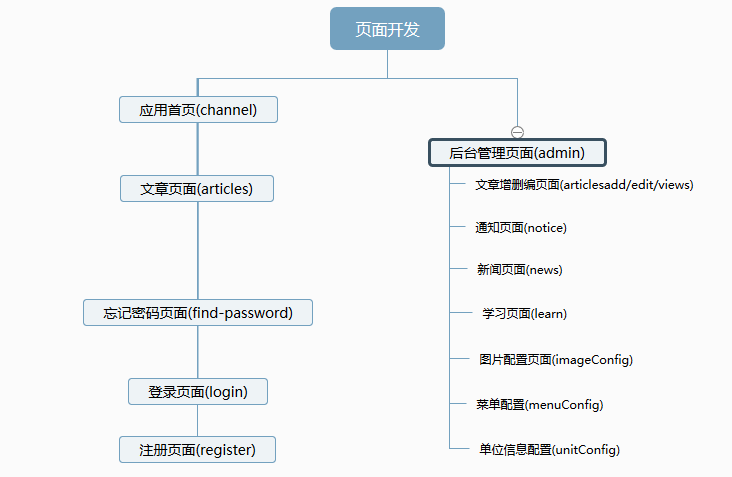 页面开发
应用首页(channel)
文章页面(articles)
忘记密码页面(find-password)
登录页面(login)
注册页面(register)
后台管理页面(admin)
文章增删编页面(articlesadd/edit/views)
通知页面(notice)
新闻页面(news)
学习页面(learn)
图片配置页面(imageConfig)
菜单配置(menuConfig)
单位信息配置(unitConfig)